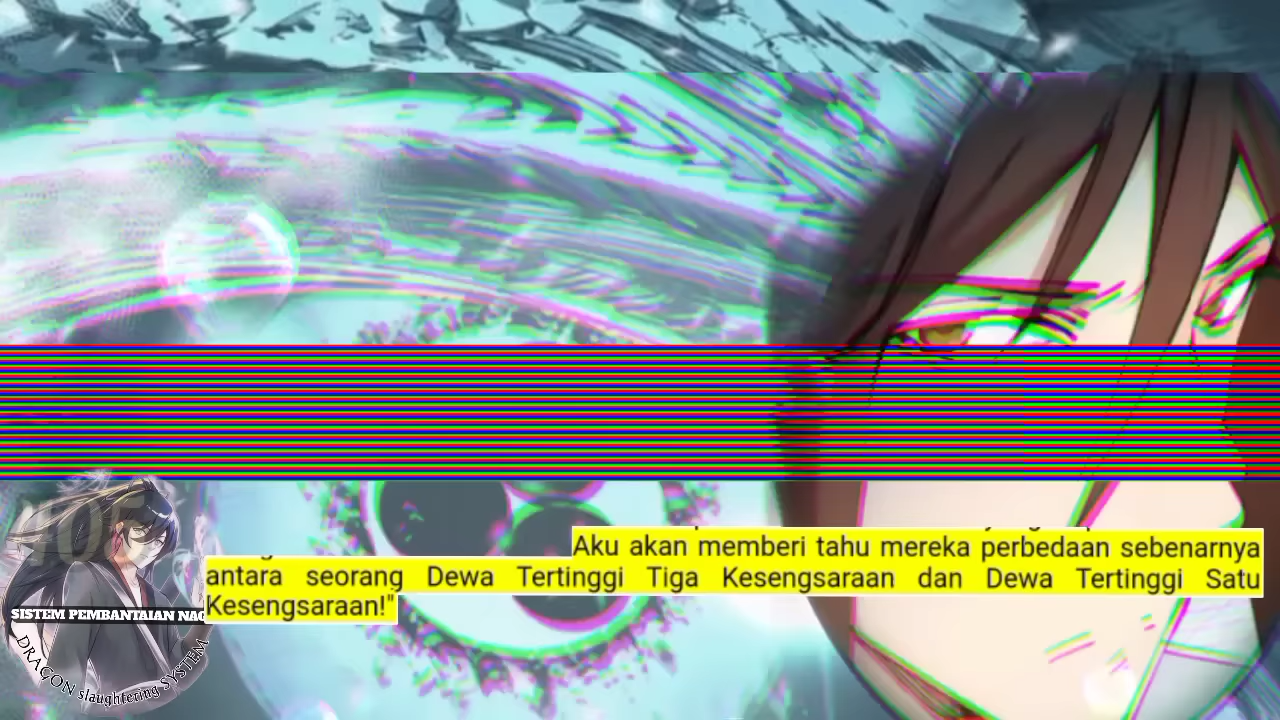 Aku akan memberi tahu mereka perbedaan sebenarnya
antara seorang Dewa Tertinggi Tiga Kesengsaraan dan Dewa Tertinggi Satu
Kesengsaraan!"
SISTEM PEMBANTAIAN NAG
DRAGON slaughtering SYSTEM